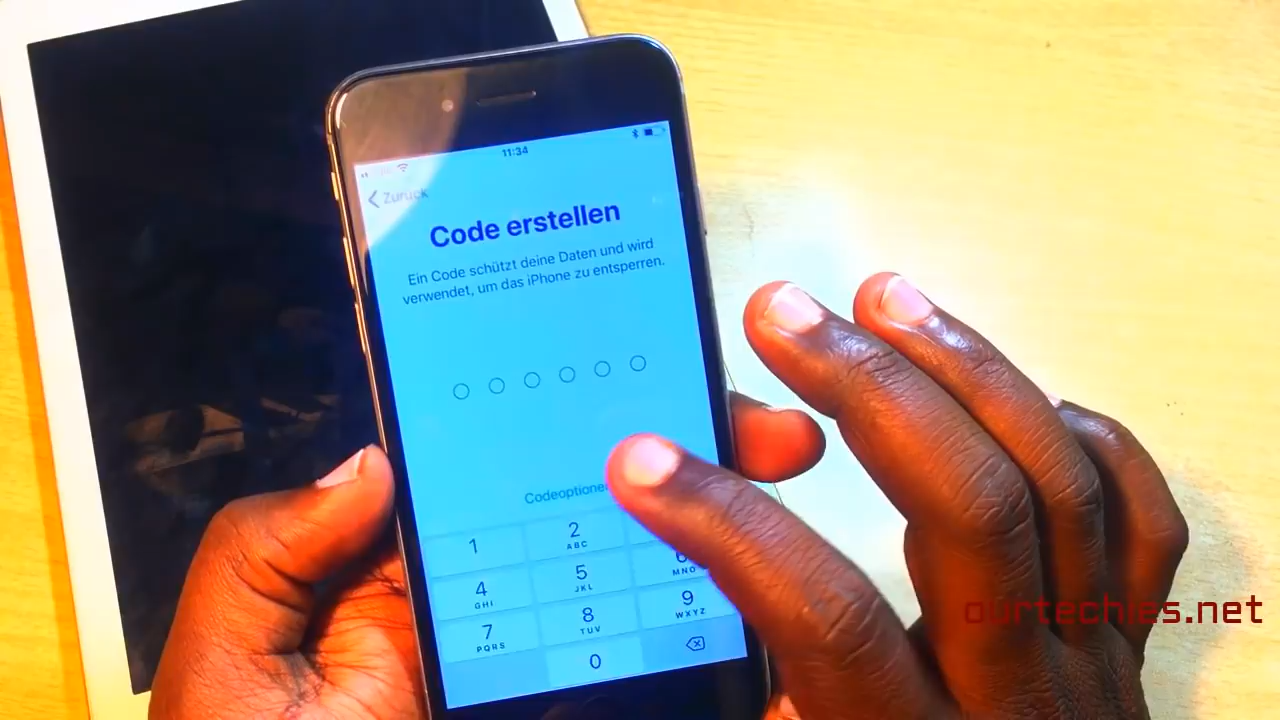 11:34
Zurück
Code erstellen
Ein Code schützt deine Daten und wird
verwendet, um das iPhone zu entsperren.
Codeoptionen
1
2
ABC
4
GHI
5
JKL
6
MNO
7
PQRS
8
TUV
9
WXYZ
0
ourtechies.net